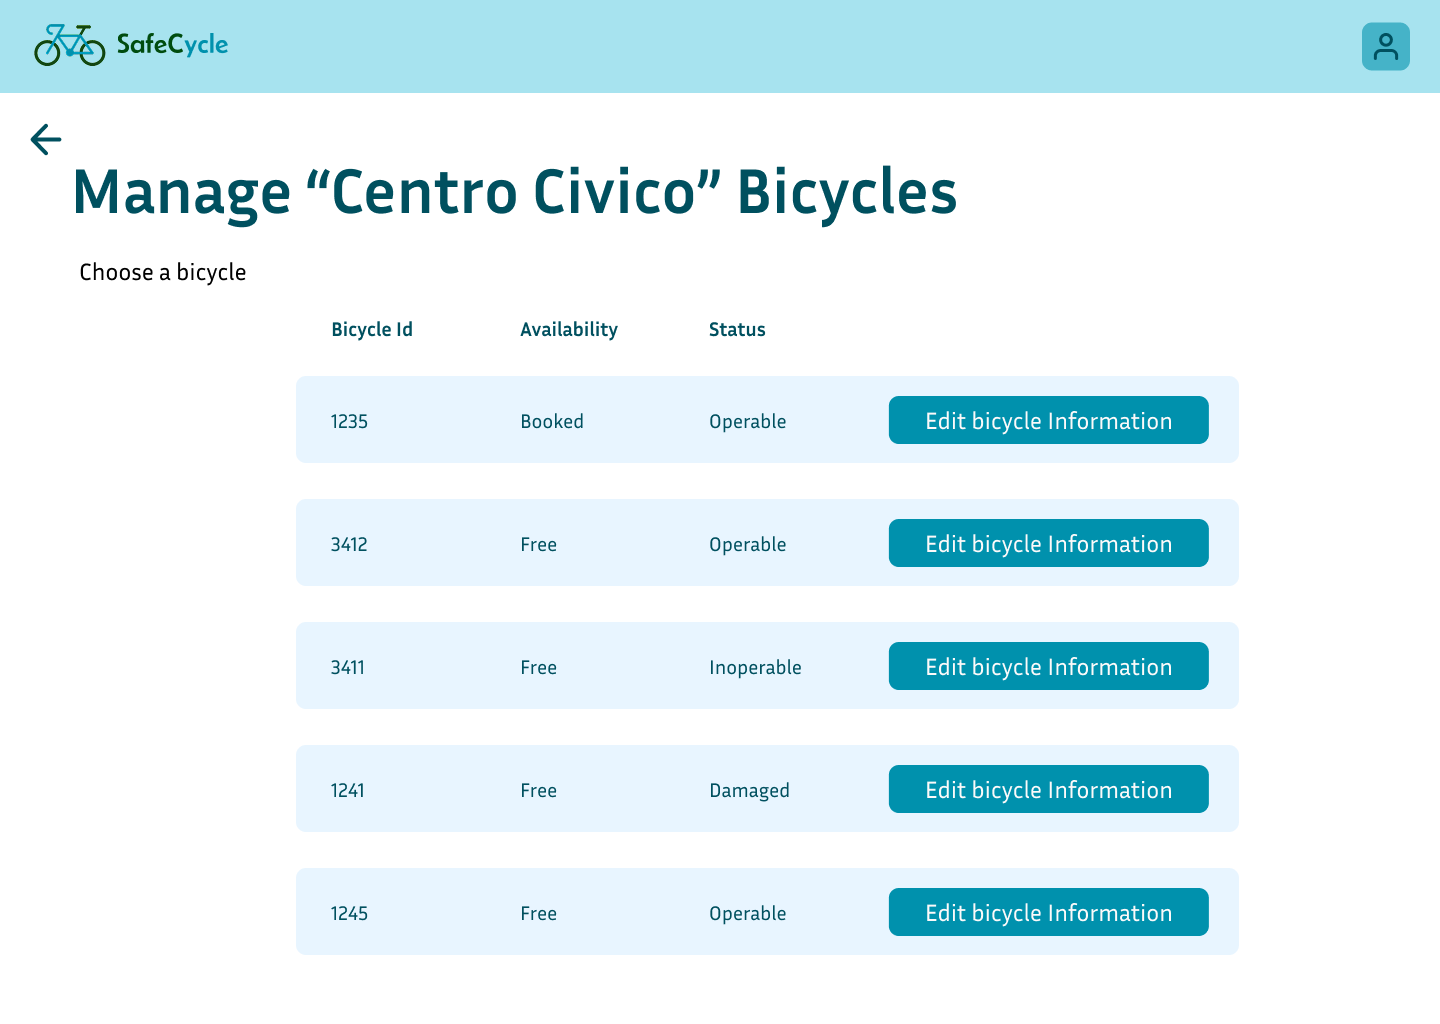 SafeCycle
Manage “Centro Civico” Bicycles
Choose a bicycle
Bicycle Id Availability Status
1235 Booked Operable Edit bicycle Information
3412 Free Operable Edit bicycle Information
3411 Free Inoperable Edit bicycle Information
1241 Free Damaged Edit bicycle Information
1245 Free Operable Edit bicycle Information